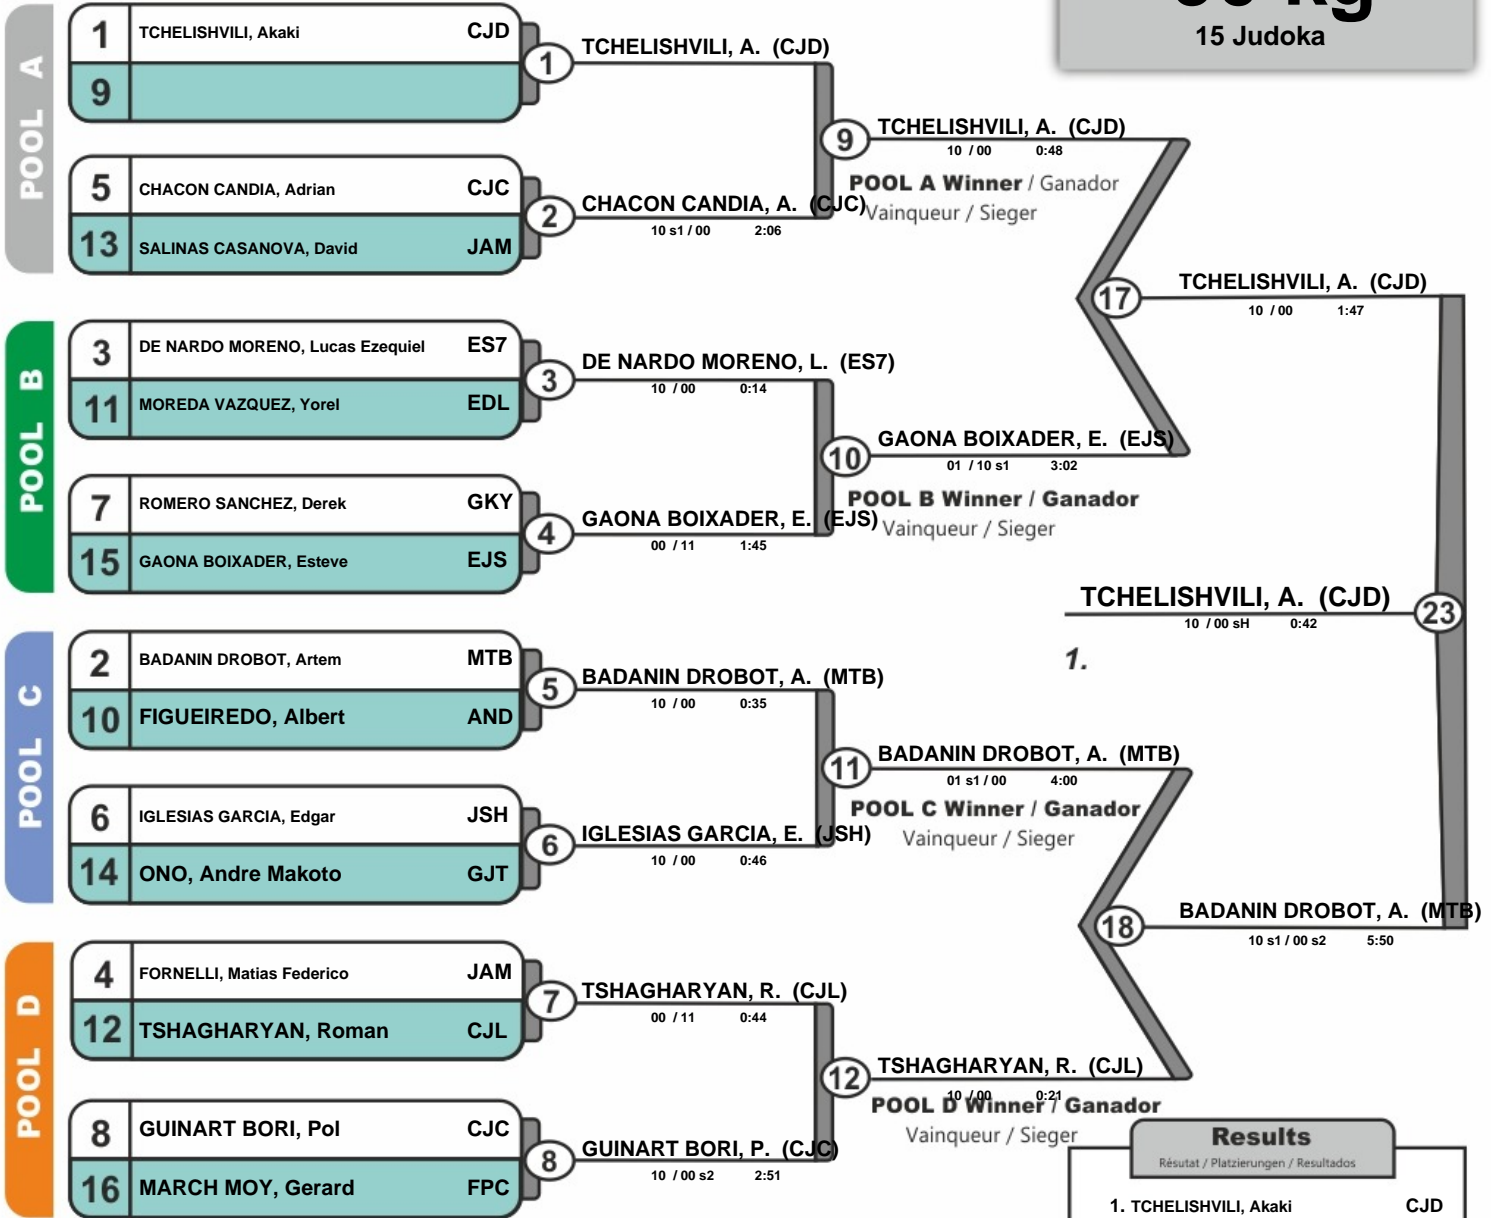 15 Judoka
POOL A
1 TCHELISHVILI, Akaki CJD
9
5 CHACON CANDIA, Adrian CJC
13 SALINAS CASANOVA, David JAM
POOL B
3 DE NARDO MORENO, Lucas Ezequiel ES7
11 MOREDA VAZQUEZ, Yorel EDL
7 ROMERO SANCHEZ, Derek GKY
15 GAONA BOIXADER, Esteve EJS
POOL C
2 BADANIN DROBOT, Artem MTB
10 FIGUEIREDO, Albert AND
6 IGLESIAS GARCIA, Edgar JSH
14 ONO, Andre Makoto GJT
POOL D
4 FORNELLI, Matias Federico JAM
12 TSHAGHARYAN, Roman CJL
8 GUINART BORI, Pol CJC
16 MARCH MOY, Gerard FPC
1 TCHELISHVILI, A. (CJD)
2 CHACON CANDIA, A. (CJC)
10 s1 / 00 2:06
3 DE NARDO MORENO, L. (ES7)
10 / 00 0:14
4 GAONA BOIXADER, E. (EJS)
00 / 11 1:45
5 BADANIN DROBOT, A. (MTB)
10 / 00 0:35
6 IGLESIAS GARCIA, E. (JSH)
10 / 00 0:46
7 TSHAGHARYAN, R. (CJL)
00 / 11 0:44
8 GUINART BORI, P. (CJC)
10 / 00 s2 2:51
9 TCHELISHVILI, A. (CJD)
10 / 00 0:48
POOL A Winner / Ganador
Vainqueur / Sieger
10 GAONA BOIXADER, E. (EJS)
01 / 10 s1 3:02
POOL B Winner / Ganador
Vainqueur / Sieger
11 BADANIN DROBOT, A. (MTB)
01 s1 / 00 4:00
POOL C Winner / Ganador
Vainqueur / Sieger
12 TSHAGHARYAN, R. (CJL)
10 / 00 0:21
POOL D Winner / Ganador
Vainqueur / Sieger
17 TCHELISHVILI, A. (CJD)
10 / 00 1:47
18 BADANIN DROBOT, A. (MTB)
10 s1 / 00 s2 5:50
TCHELISHVILI, A. (CJD) 23
10 / 00 sH 0:42
1.
Results
Résutat / Platzierungen / Resultados
1. TCHELISHVILI, Akaki CJD